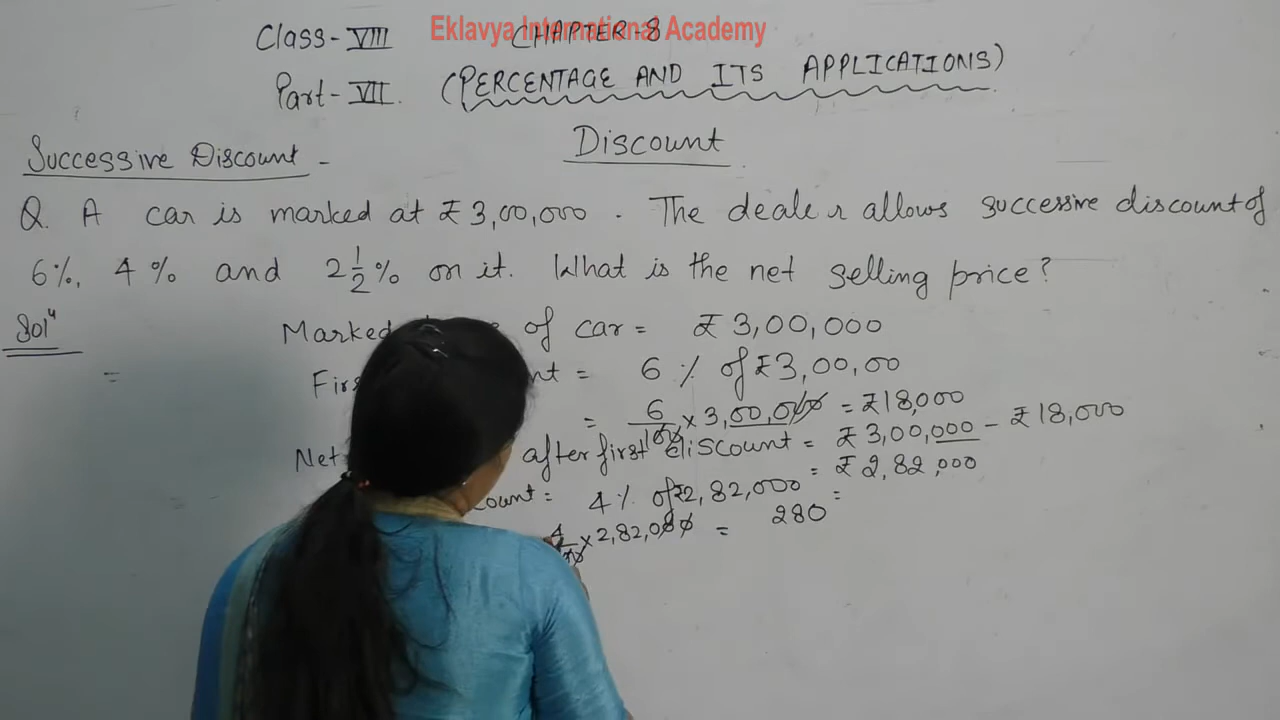 Eklavya International Academy
Class-VIII CHAPTER-8
Part-VII. (PERCENTAGE AND ITS APPLICATIONS)
Successive Discount - Discount
Q. A car is marked at ₹ 3,00,000. The dealer allows successive discount of
6%, 4% and 2 1/2 % on it. What is the net selling price?
Solⁿ Marked of car = ₹ 3,00,000
= = 6 % of ₹3,00,00
= 6/100 × 3,00,000 = ₹18,000
Net after first discount = ₹ 3,00,000 - ₹ 18,000
= ₹ 2,82,000
= 4% of ₹2,82,000 =
4/100 × 2,82,000 = 280